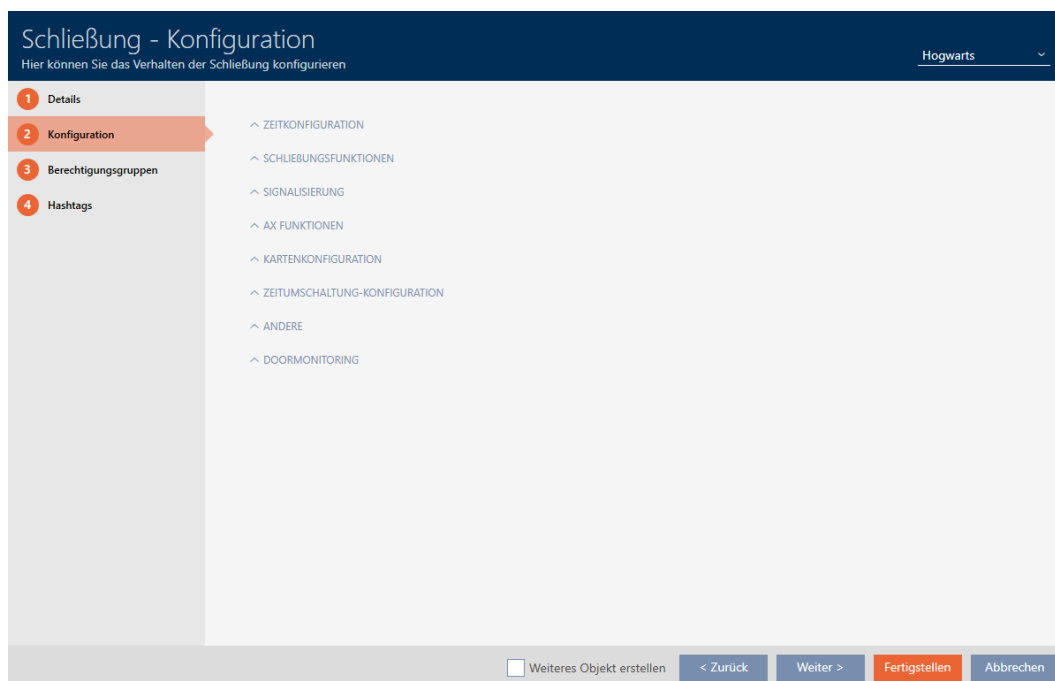 Schließung - Konfiguration
Hier können Sie das Verhalten der Schließung konfigurieren
Hogwarts
1 Details
2 Konfiguration
3 Berechtigungsgruppen
4 Hashtags
ZEITKONFIGURATION
SCHLIEßUNGSFUNKTIONEN
SIGNALISIERUNG
AX FUNKTIONEN
KARTENKONFIGURATION
ZEITUMSCHALTUNG-KONFIGURATION
ANDERE
DOORMONITORING
Weiteres Objekt erstellen
< Zurück
Weiter >
Fertigstellen
Abbrechen